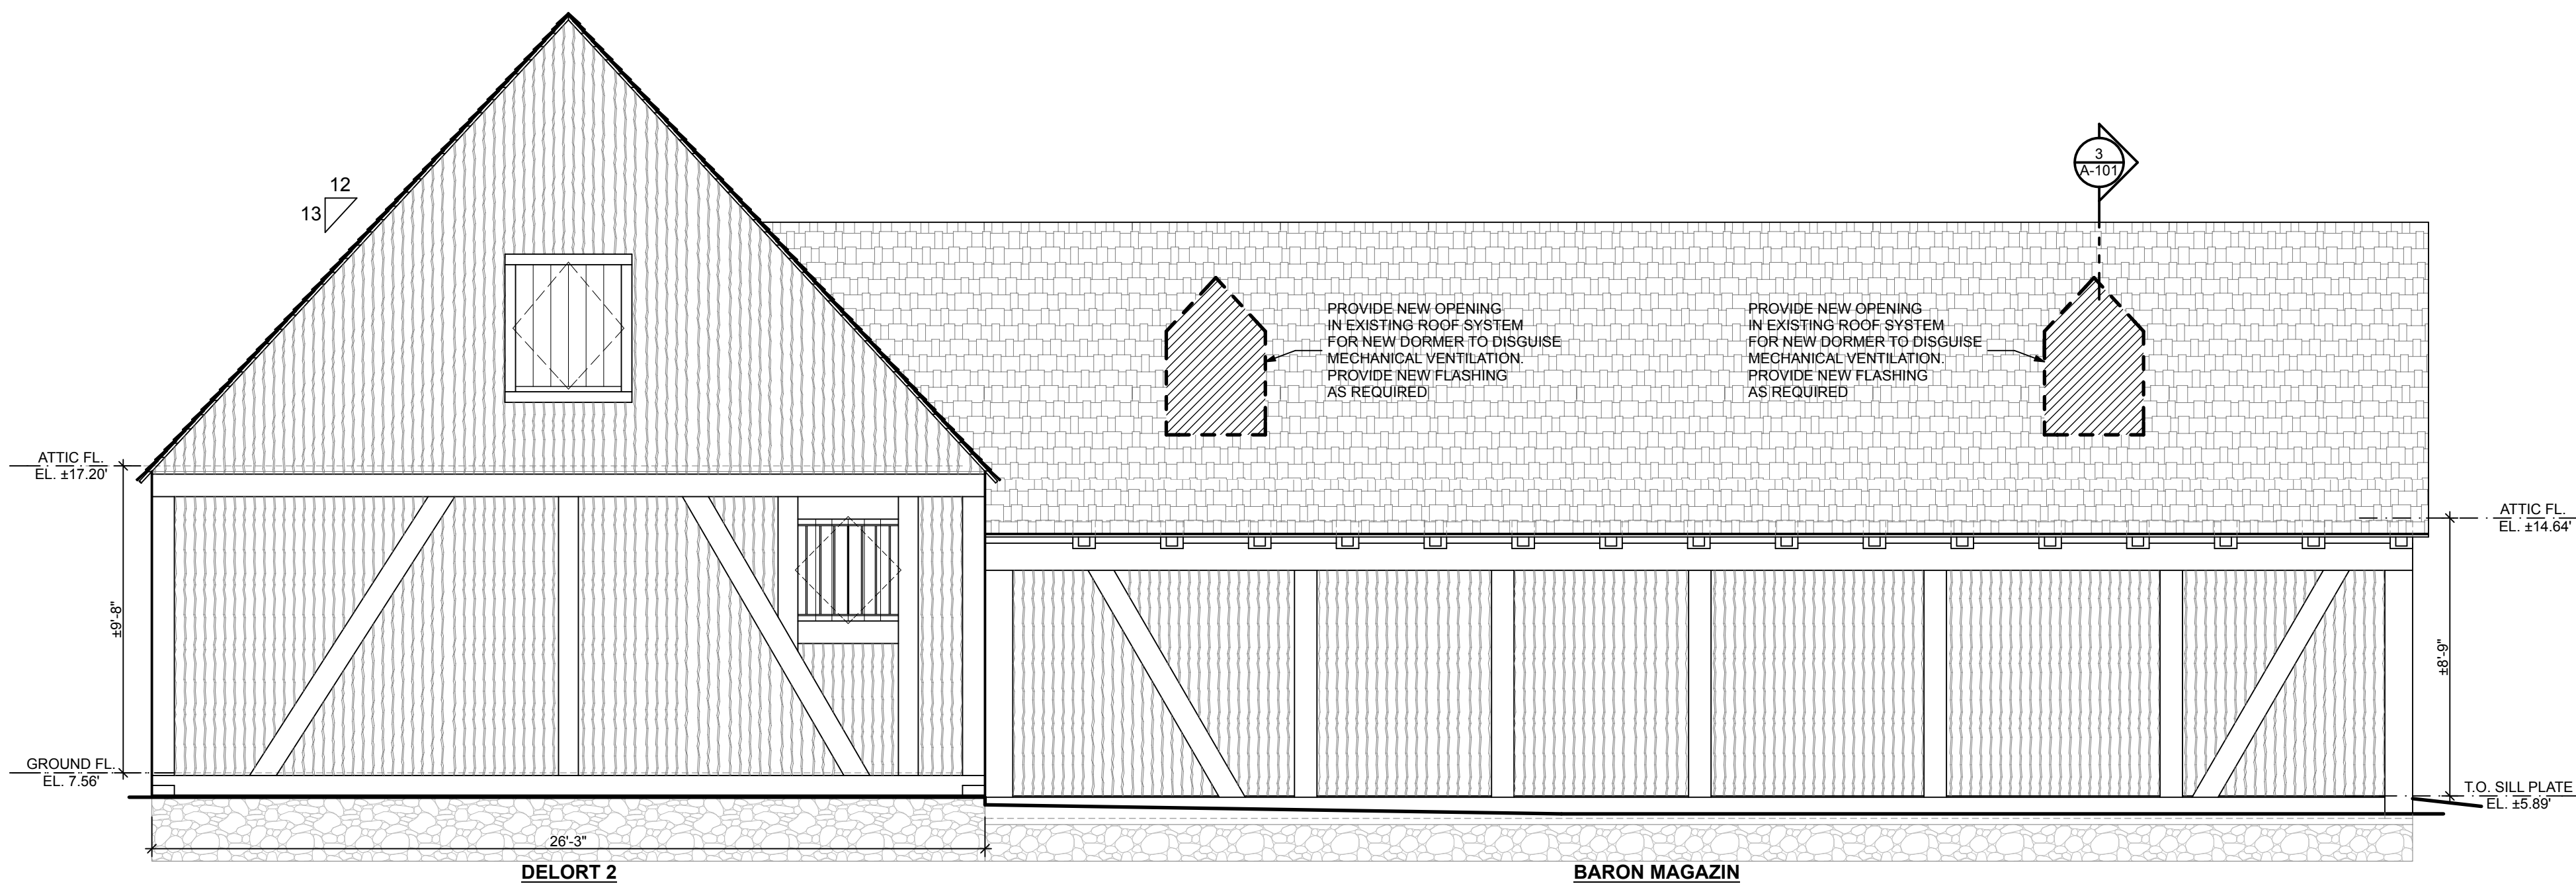 12
13
3
A-101
PROVIDE NEW OPENING
IN EXISTING ROOF SYSTEM
FOR NEW DORMER TO DISGUISE
MECHANICAL VENTILATION.
PROVIDE NEW FLASHING
AS REQUIRED
PROVIDE NEW OPENING
IN EXISTING ROOF SYSTEM
FOR NEW DORMER TO DISGUISE
MECHANICAL VENTILATION.
PROVIDE NEW FLASHING
AS REQUIRED
ATTIC FL.
EL. ±17.20'
ATTIC FL.
EL. ±14.64'
±9'-8"
±8'-9"
GROUND FL.
EL. 7.56'
T.O. SILL PLATE
EL. ±5.89'
26'-3"
DELORT 2
BARON MAGAZIN